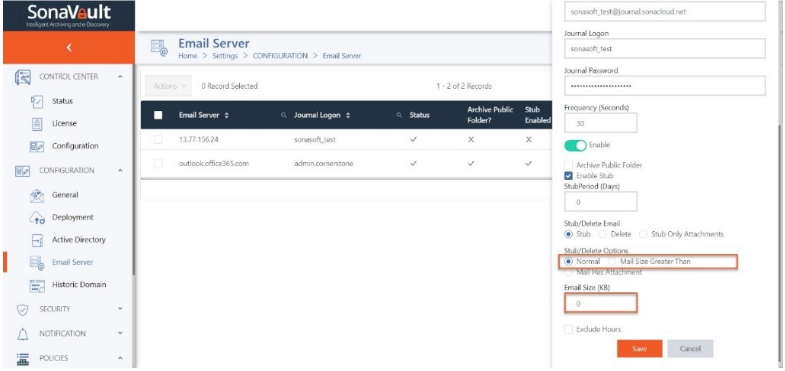 SonaVault
Intelligent Archiving and e-Discovery
CONTROL CENTER
Status
License
Configuration
CONFIGURATION
General
Deployment
Active Directory
Email Server
Historic Domain
SECURITY
NOTIFICATION
POLICIES
Email Server
Home > Settings > CONFIGURATION > Email Server
Actions 0 Record Selected 1 - 2 of 2 Records
Email Server Journal Logon Status Archive Public Folder? Stub Enabled
13.77.156.24 sonasoft_test
outlook.office365.com admin.cornerstone
sonasoft_test@journal.sonacloud.net
Journal Logon
sonasoft_test
Journal Password
Frequency (Seconds)
30
Enable
Archive Public Folder
Enable Stub
StubPeriod (Days)
0
Stub/Delete Email
Stub Delete Stub Only Attachments
Stub/Delete Options
Normal Mail Size Greater Than
Mail Has Attachment
Email Size (KB)
0
Exclude Hours
Save Cancel